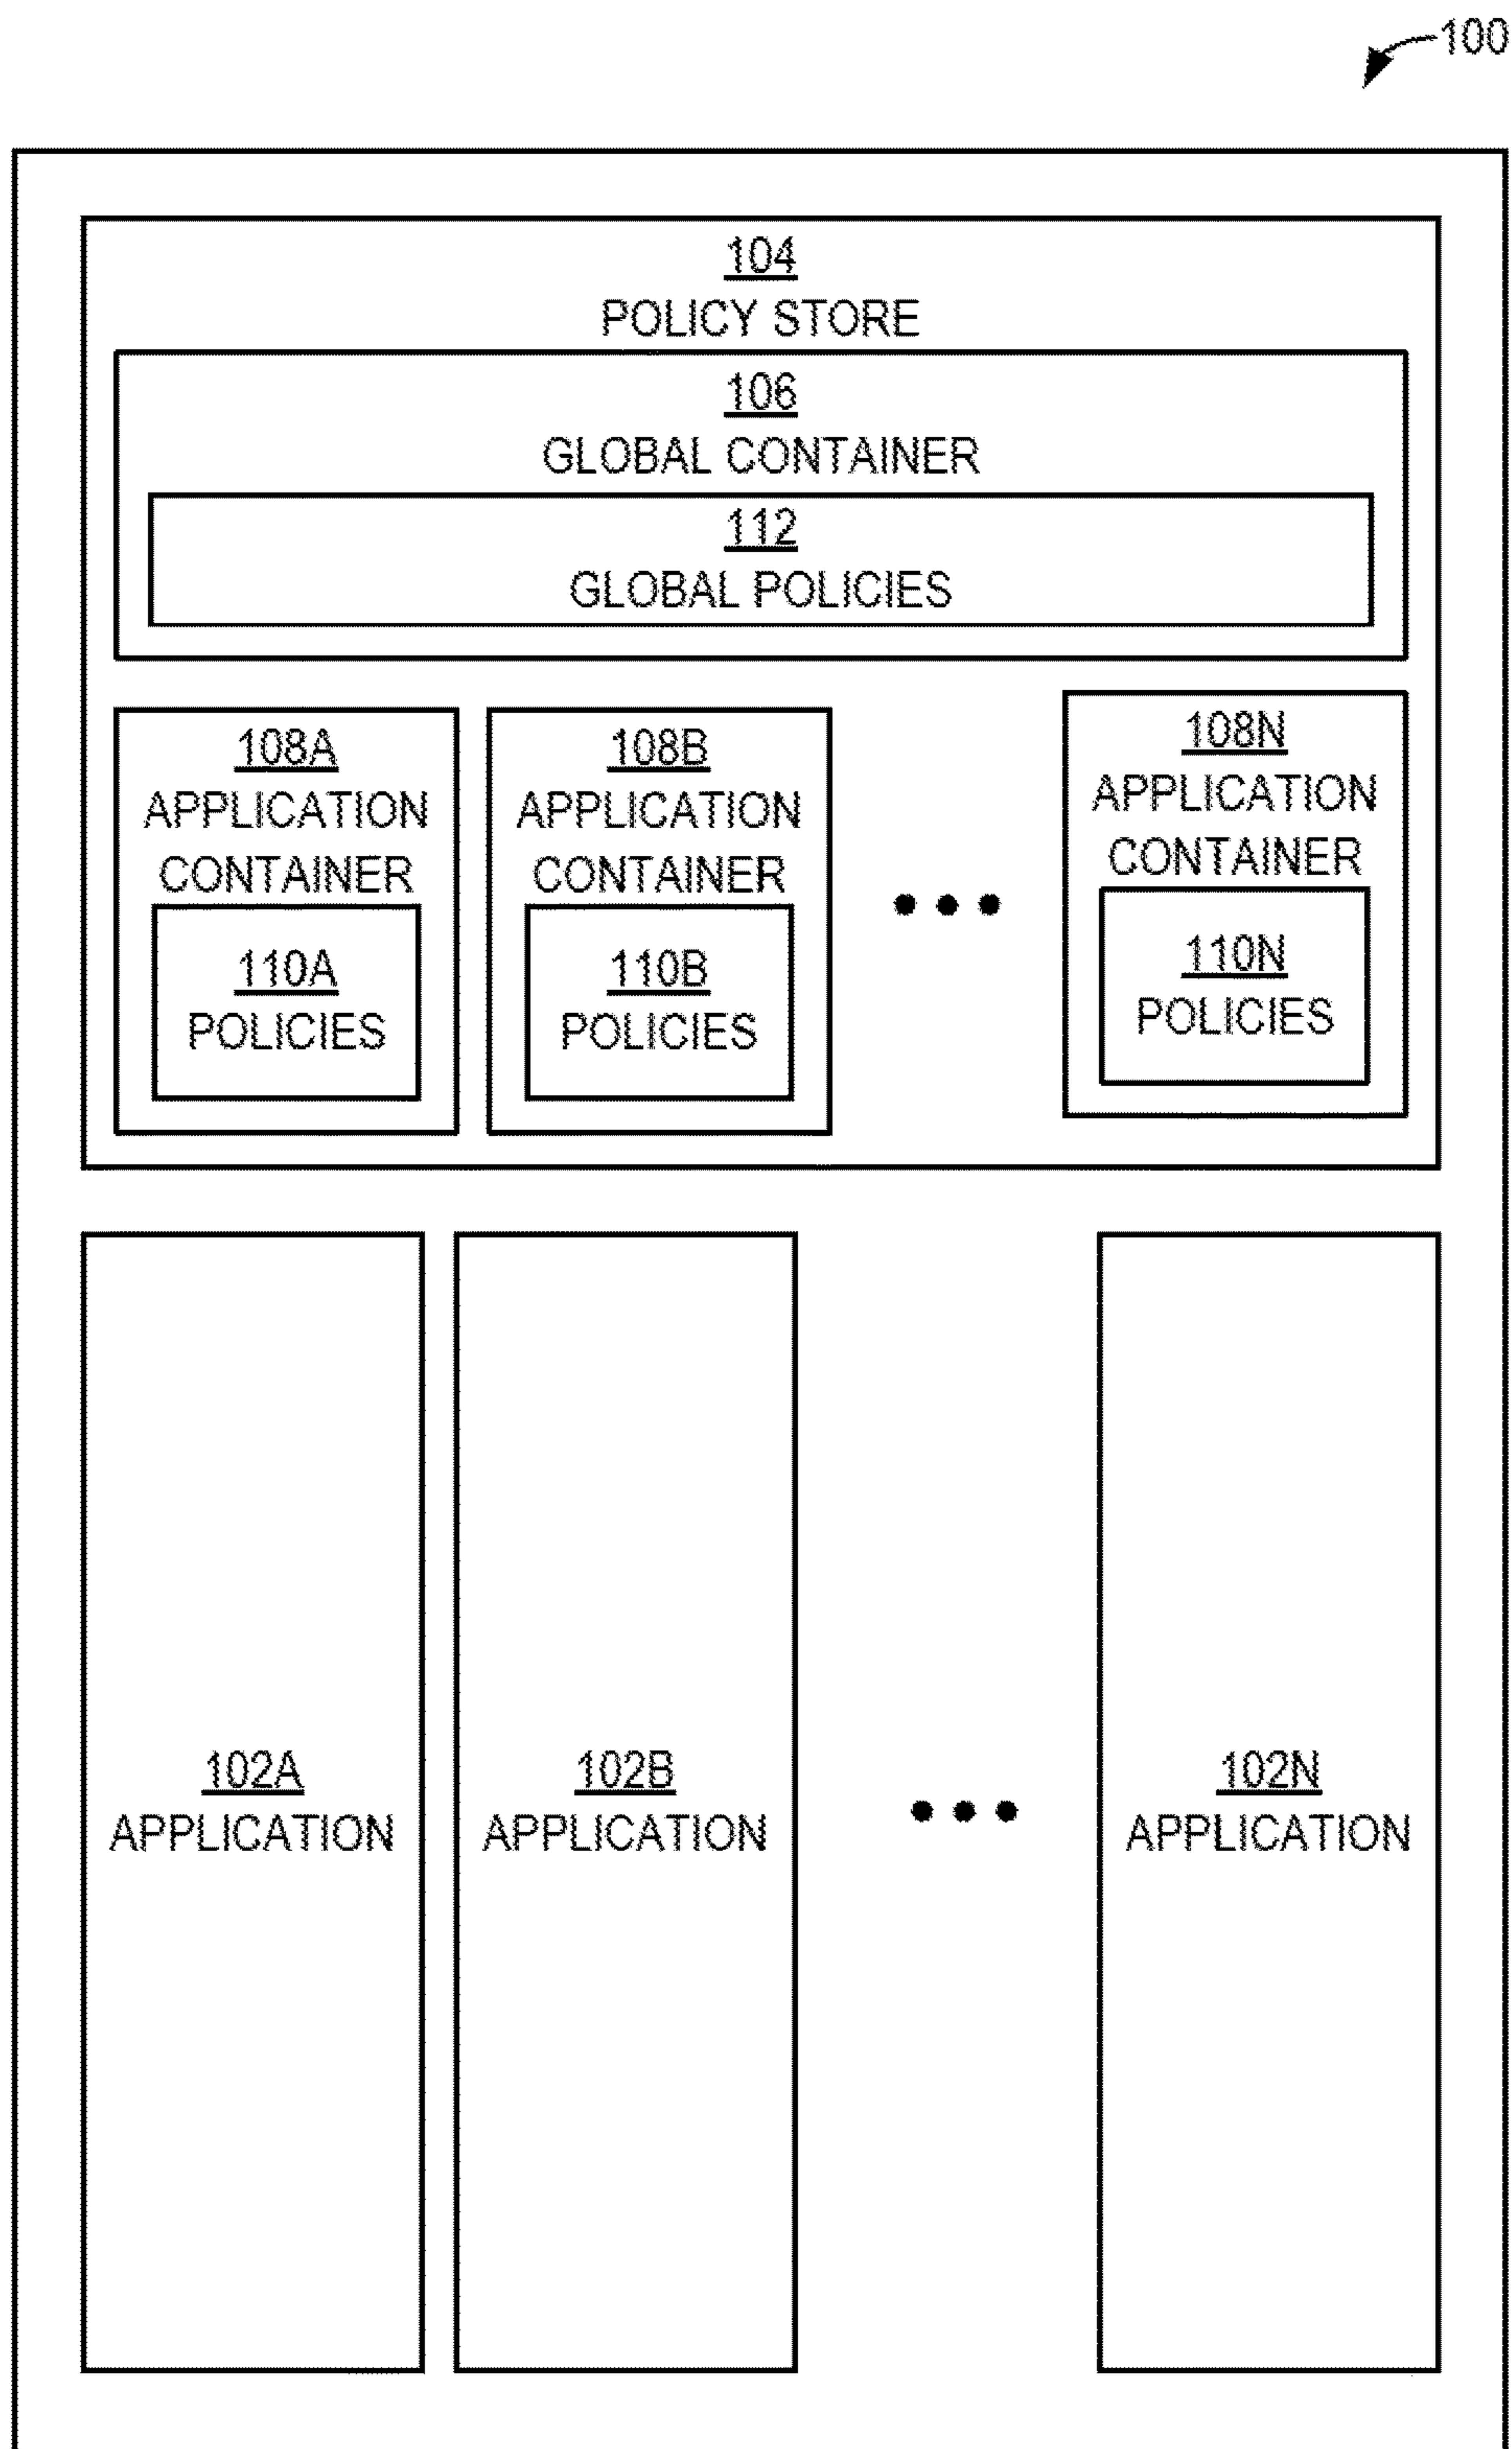 100
104
POLICY STORE
106
GLOBAL CONTAINER
112
GLOBAL POLICIES
108A
APPLICATION
CONTAINER
110A
POLICIES
108B
APPLICATION
CONTAINER
110B
POLICIES
108N
APPLICATION
CONTAINER
110N
POLICIES
102A
APPLICATION
102B
APPLICATION
102N
APPLICATION